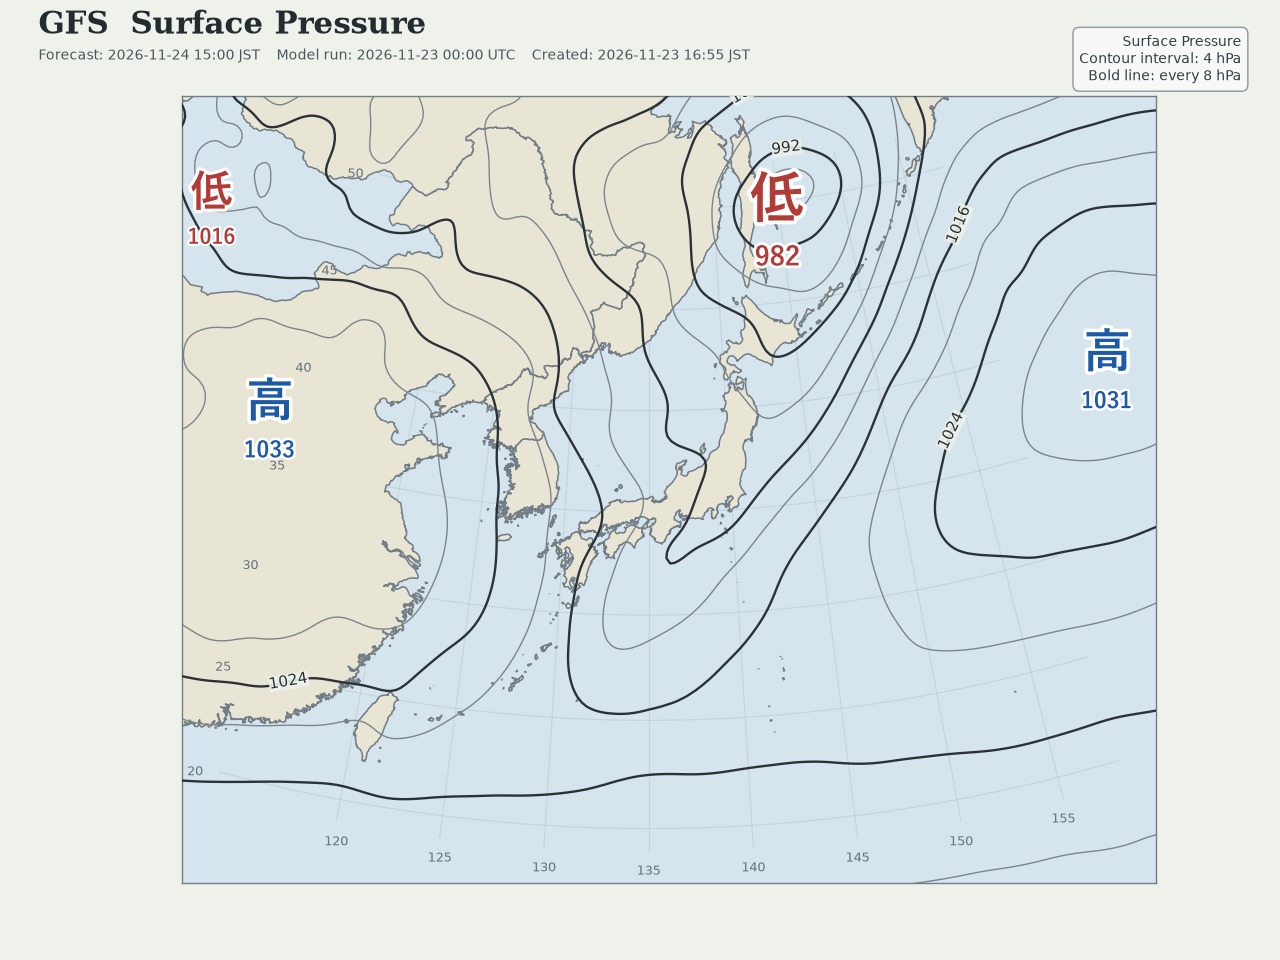 GFS  Surface Pressure
Forecast: 2026-11-24 15:00 JST    Model run: 2026-11-23 00:00 UTC    Created: 2026-11-23 16:55 JST
Surface Pressure
Contour interval: 4 hPa
Bold line: every 8 hPa
992
50
低
1016
低
982
1016
45
高
1031
40
高
1033
1024
35
30
25
1024
20
155
120
150
125
145
130
140
135